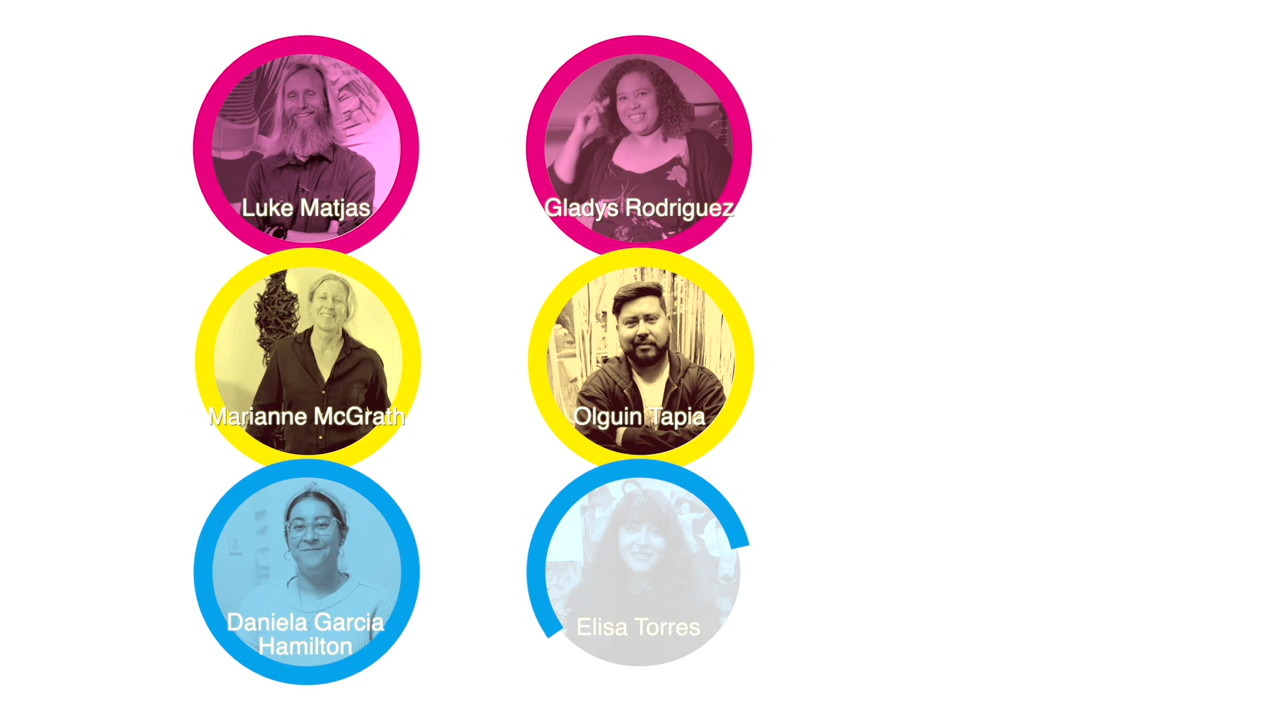 Luke Matjas
Gladys Rodriguez
Marianne McGrath
Olguin Tapia
Daniela Garcia
Hamilton
Elisa Torres